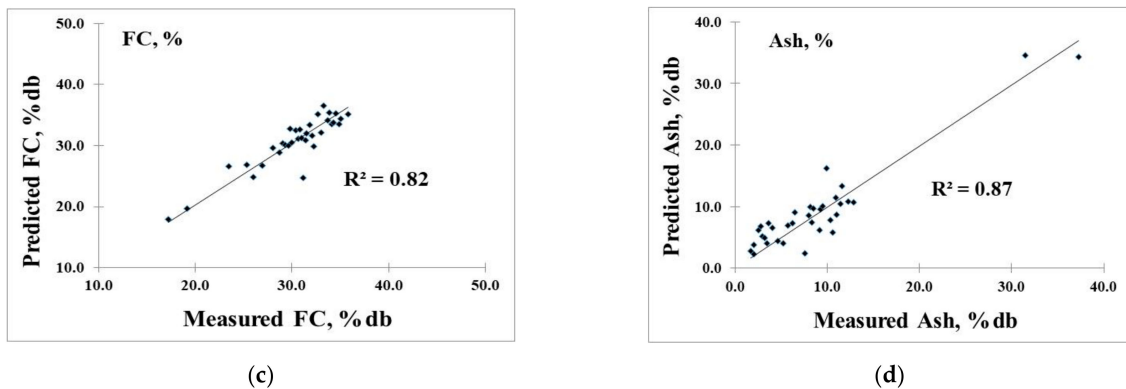 50.0
FC, %
40.0
30.0
20.0
10.0
Predicted FC, % db
R² = 0.82
10.0 20.0 30.0 40.0 50.0
Measured FC, % db
(c)
40.0
Ash, %
30.0
20.0
10.0
0.0
Predicted Ash, % db
R² = 0.87
0.0 10.0 20.0 30.0 40.0
Measured Ash, % db
(d)